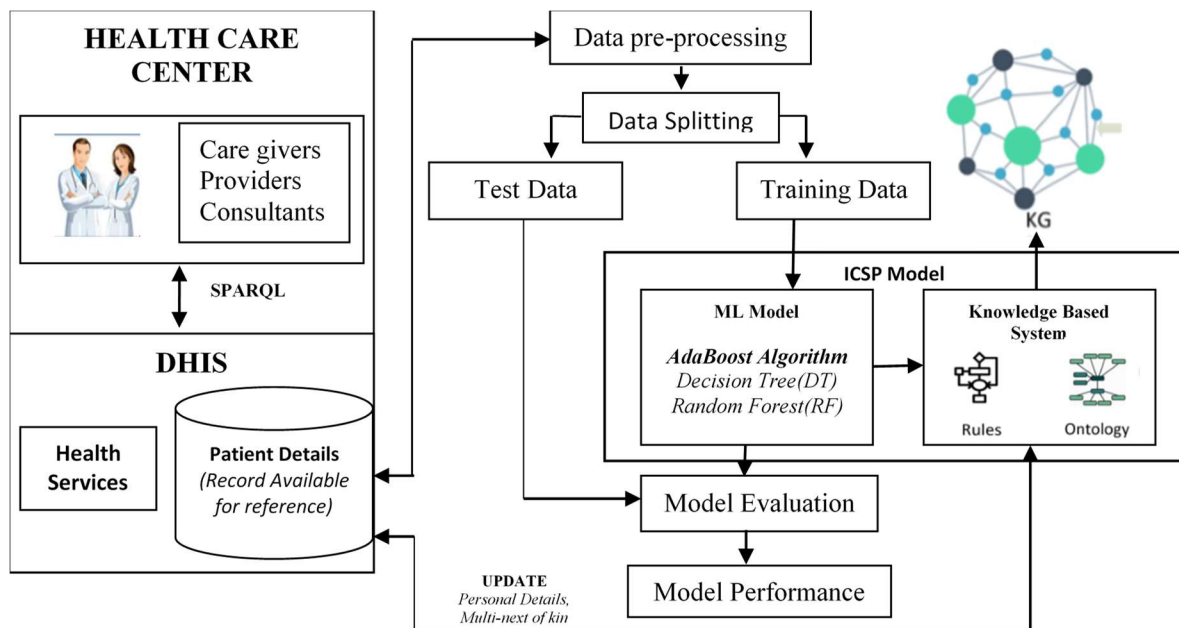 HEALTH CARE
CENTER
Care givers
Providers
Consultants
SPARQL
DHIS
Health
Services
Patient Details
(Record Available
for reference)
UPDATE
Personal Details,
Multi-next of kin
Data pre-processing
Data Splitting
Test Data
Training Data
KG
ICSP Model
ML Model
AdaBoost Algorithm
Decision Tree(DT)
Random Forest(RF)
Knowledge Based
System
Rules
Ontology
Model Evaluation
Model Performance